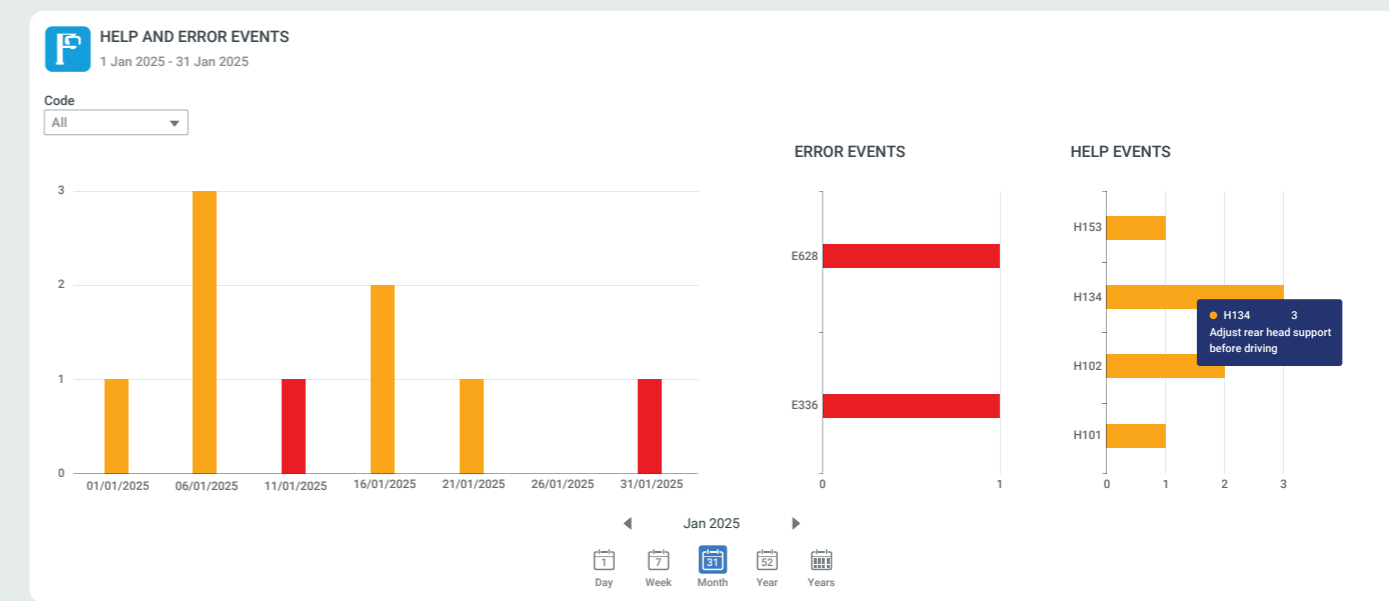 HELP AND ERROR EVENTS
1 Jan 2025 - 31 Jan 2025
Code
All
3
2
1
0
01/01/2025
06/01/2025
11/01/2025
16/01/2025
21/01/2025
26/01/2025
31/01/2025
ERROR EVENTS
E628
E336
0
1
HELP EVENTS
H153
H134
H102
H101
H134 3
Adjust rear head support
before driving
0
1
2
3
Jan 2025
1
7
31
52
Day
Week
Month
Year
Years